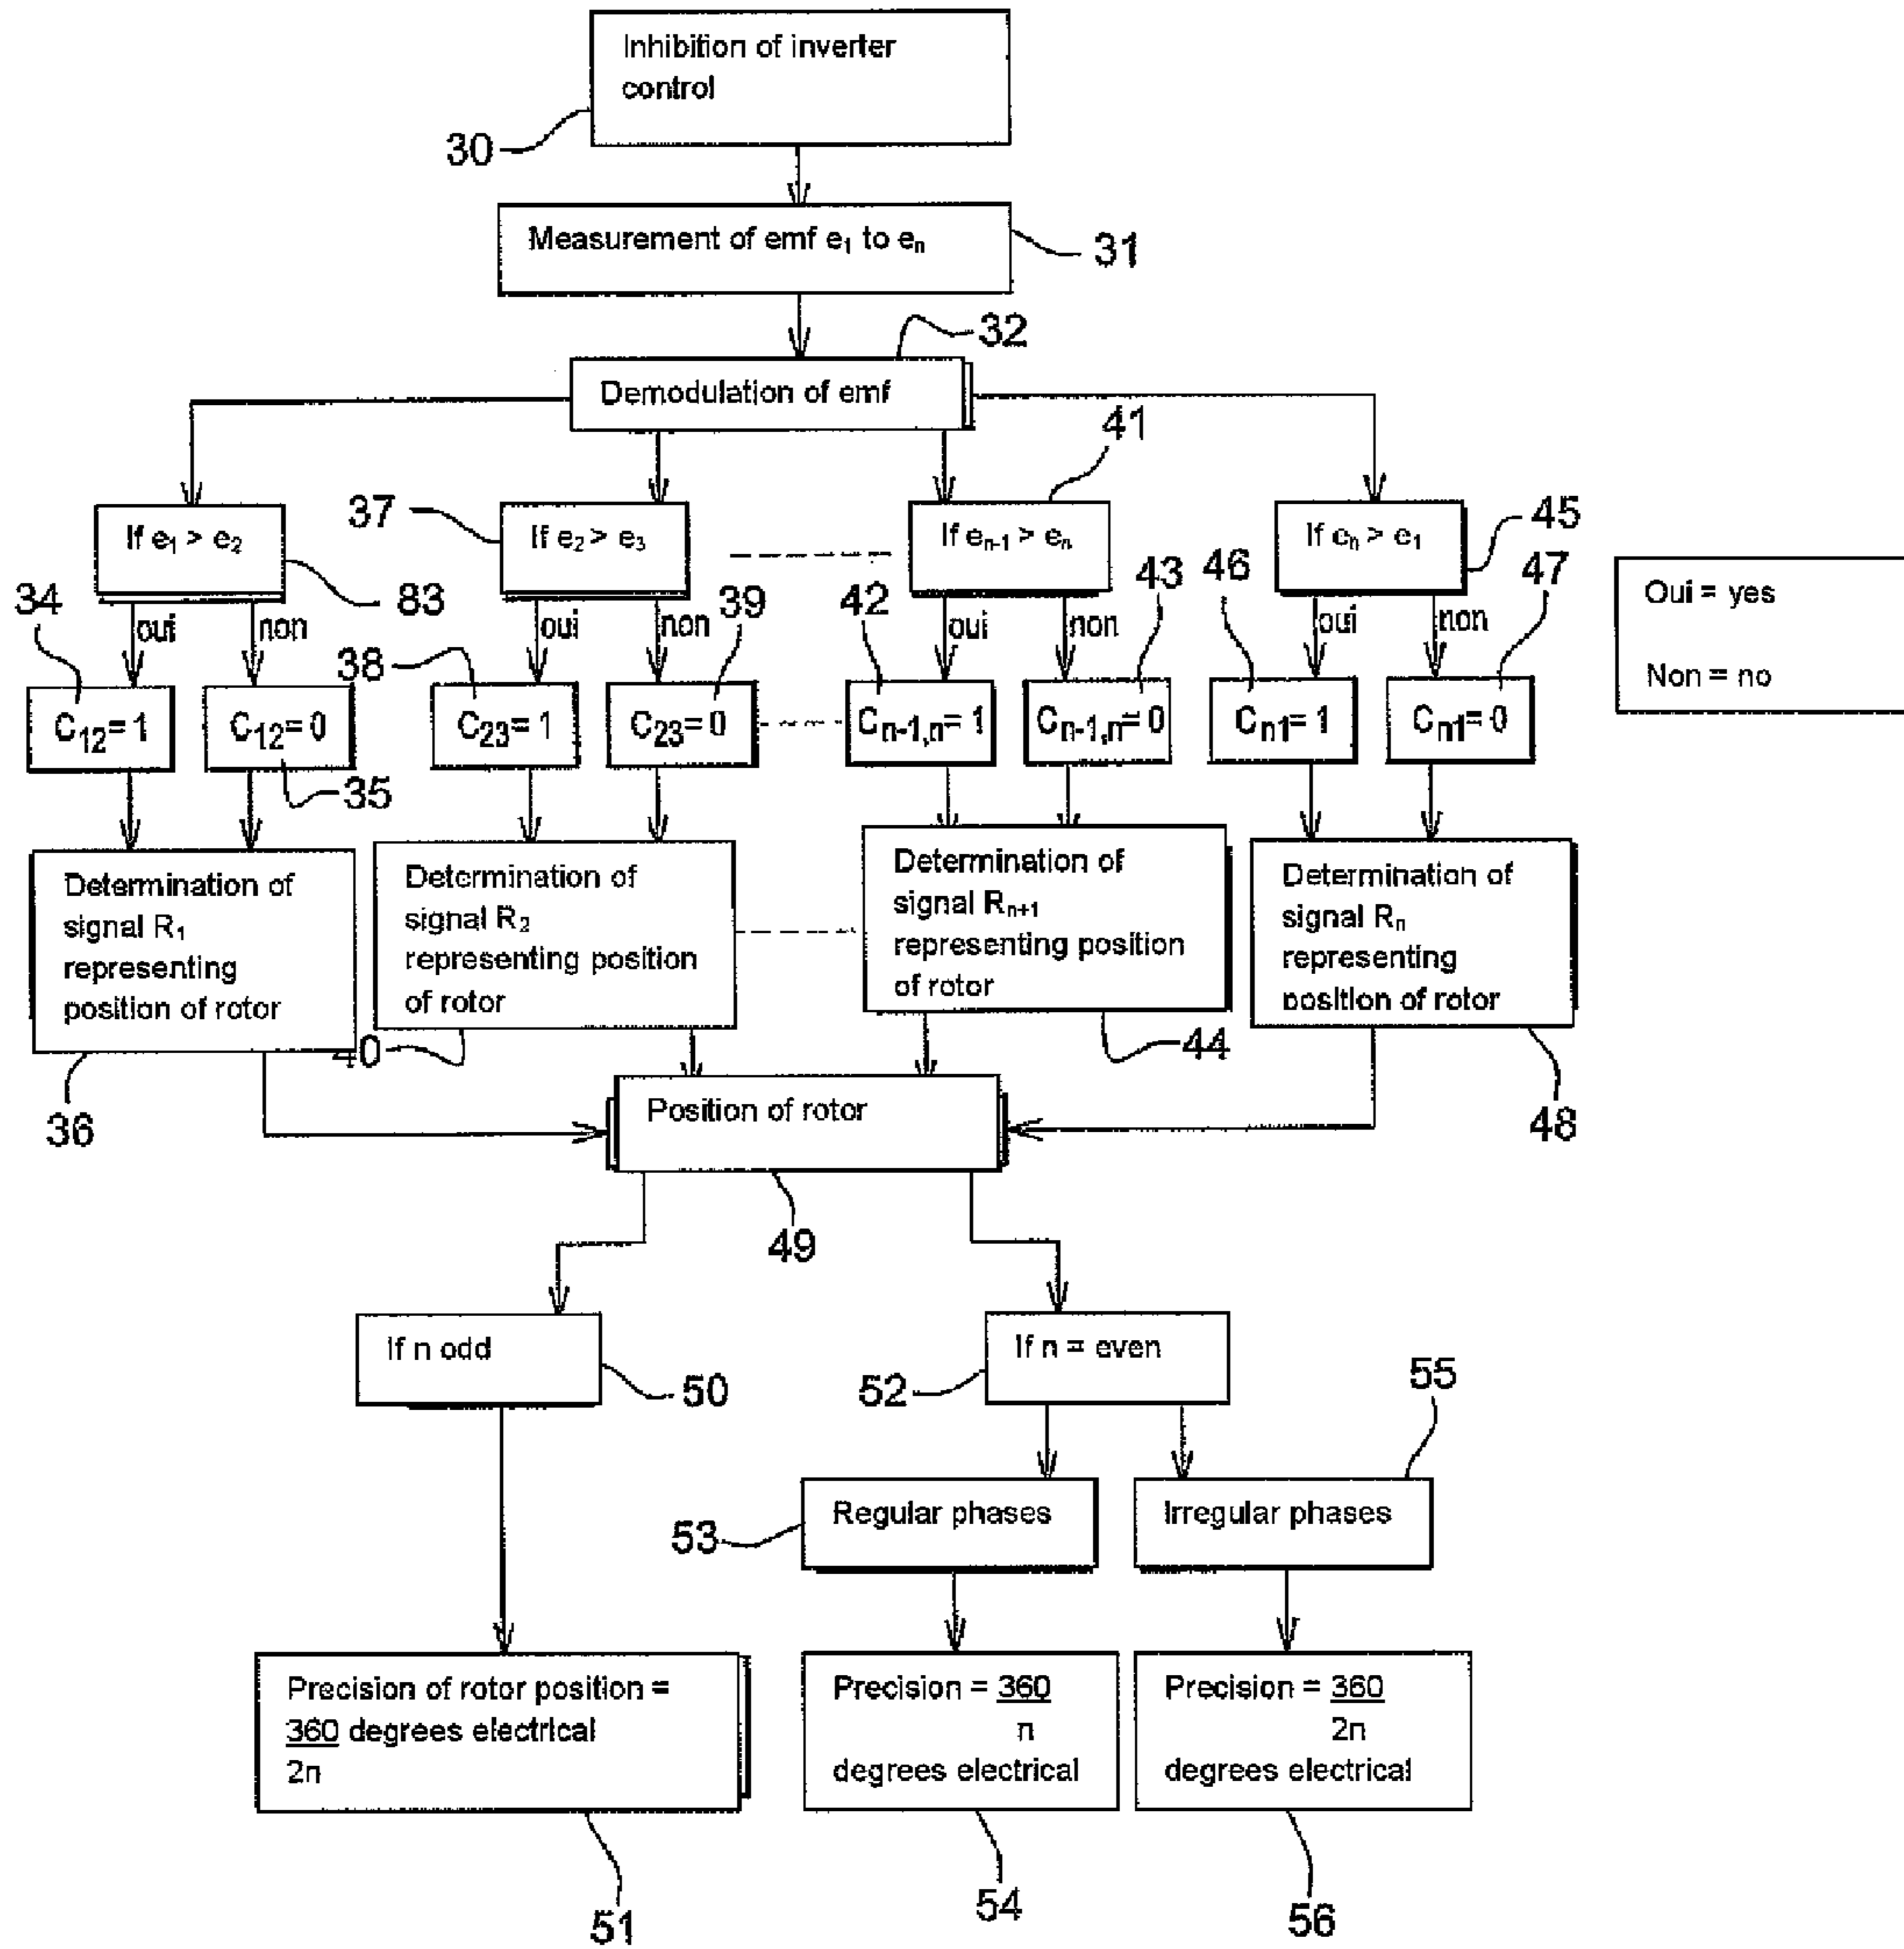 Inhibition of inverter
control
30
Measurement of emf e₁ to eₙ
31
32
Demodulation of emf
41
If e₁ > e₂
83
37
If e₂ > e₃
If eₙ₋₁ > eₙ
If eₙ > e₁
45
34
oui
non
38
oui
non
39
42
oui
non
43
46
oui
non
47
Oui = yes
Non = no
C₁₂= 1
C₁₂= 0
35
C₂₃= 1
C₂₃= 0
Cₙ₋₁,ₙ= 1
Cₙ₋₁,ₙ= 0
Cₙ₁= 1
Cₙ₁= 0
Determination of
signal R₁
representing
position of rotor
36
Determination of
signal R₂
representing position
of rotor
40
Determination of
signal Rₙ₊₁
representing position
of rotor
44
Determination of
signal Rₙ
representing
position of rotor
48
Position of rotor
49
If n odd
50
If n = even
52
55
Regular phases
53
Irregular phases
Precision of rotor position =
360 degrees electrical
2n
51
Precision = 360
n
degrees electrical
54
Precision = 360
2n
degrees electrical
56